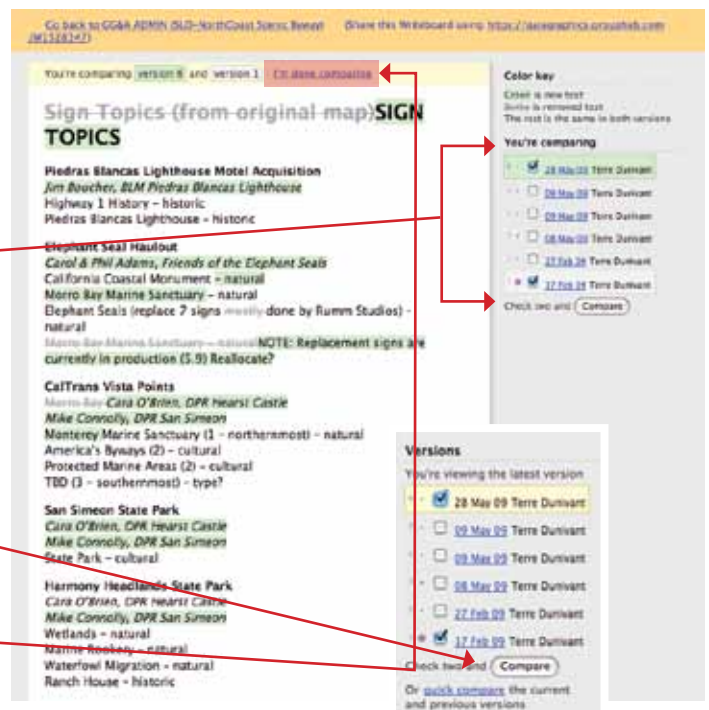 Go back to GG&A ADMIN (SLO-NorthCoast Scenic Byway
(Share this Writeboard using
You're comparing version 6 and version 1 I'm done comparing
Sign Topics (from original map)SIGN
TOPICS
Piedras Blancas Lighthouse Motel Acquisition
Jim Boucher, BLM Piedras Blancas Lighthouse
Highway 1 History – historic
Piedras Blancas Lighthouse – historic
Elephant Seal Haulout
Carol & Phil Adams, Friends of the Elephant Seals
California Coastal Monument – natural
Morro Bay Marine Sanctuary – natural
Elephant Seals (replace 7 signs mostly done by Rumm Studios) –
natural
Morro Bay Marine Sanctuary – natural NOTE: Replacement signs are
currently in production (5.9) Reallocate?
CalTrans Vista Points
Morro Bay Cara O'Brien, DPR Hearst Castle
Mike Connolly, DPR San Simeon
Monterey Marine Sanctuary (1 – northernmost) – natural
America's Byways (2) – cultural
Protected Marine Areas (2) – cultural
TBD (3 – southernmost) – type?
San Simeon State Park
Cara O'Brien, DPR Hearst Castle
Mike Connolly, DPR San Simeon
State Park – cultural
Harmony Headlands State Park
Cara O'Brien, DPR Hearst Castle
Mike Connolly, DPR San Simeon
Wetlands – natural
Marine Rookery – natural
Waterfowl Migration – natural
Ranch House – historic
Color key
Green is new text
is removed text
The rest is the same in both versions
You're comparing
28 May 09 Terre Dunivant
09 May 09 Terre Dunivant
09 May 09 Terre Dunivant
08 May 09 Terre Dunivant
27 Feb 09 Terre Dunivant
17 Feb 09 Terre Dunivant
Check two and Compare
Versions
You're viewing the latest version
28 May 09 Terre Dunivant
09 May 09 Terre Dunivant
09 May 09 Terre Dunivant
08 May 09 Terre Dunivant
27 Feb 09 Terre Dunivant
17 Feb 09 Terre Dunivant
Check two and Compare
Or quick compare the current
and previous versions